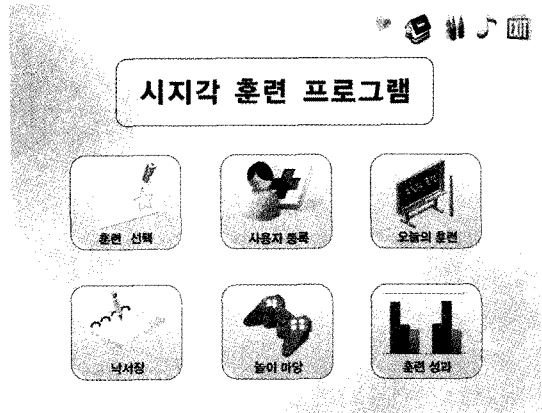 EXIT
시지각 훈련 프로그램
훈련 선택
사용자 등록
오늘의 훈련
낙서장
놀이 마당
훈련 성과